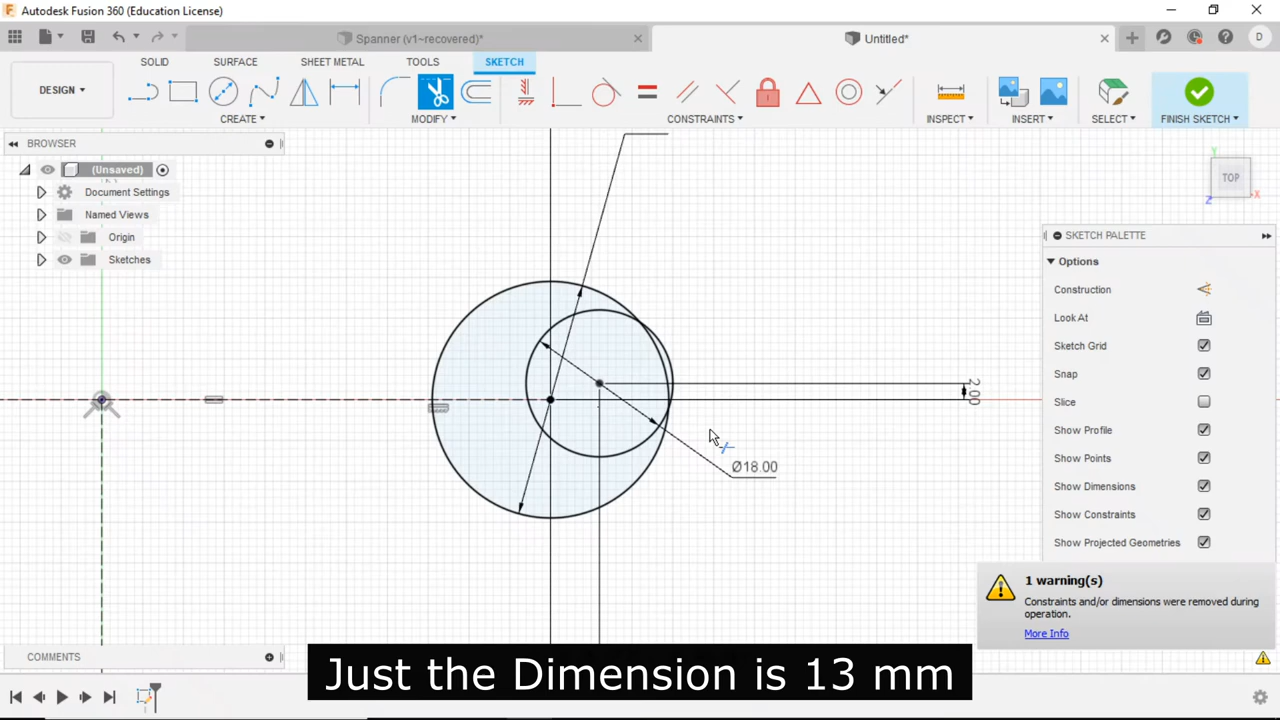 Autodesk Fusion 360 (Education License)
Spanner (v1~recovered)*
Untitled*
D
DESIGN
SOLID
SURFACE
SHEET METAL
TOOLS
SKETCH
CREATE
MODIFY
CONSTRAINTS
INSPECT
INSERT
SELECT
FINISH SKETCH
BROWSER
(Unsaved)
Document Settings
Named Views
Origin
Sketches
Y
TOP
X
Z
2.00
Ø18.00
SKETCH PALETTE
Options
Construction
Look At
Sketch Grid
Snap
Slice
Show Profile
Show Points
Show Dimensions
Show Constraints
Show Projected Geometries
1 warning(s)
Constraints and/or dimensions were removed during
operation.
More Info
COMMENTS
Just the Dimension is 13 mm